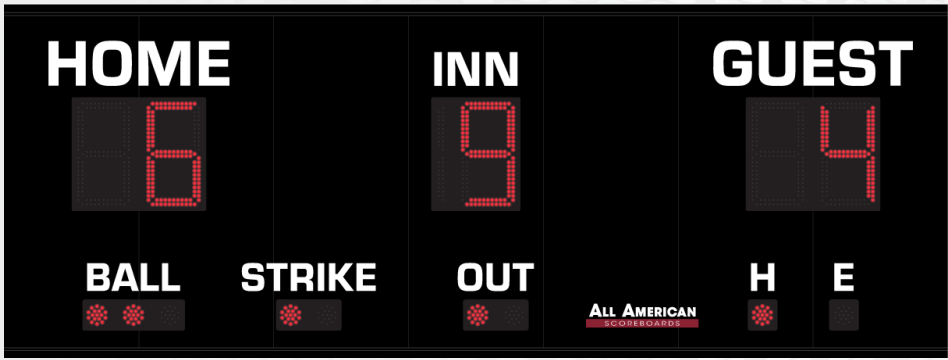 HOME INN GUEST
6 9 4
BALL STRIKE OUT H E
ALL AMERICAN
SCOREBOARDS